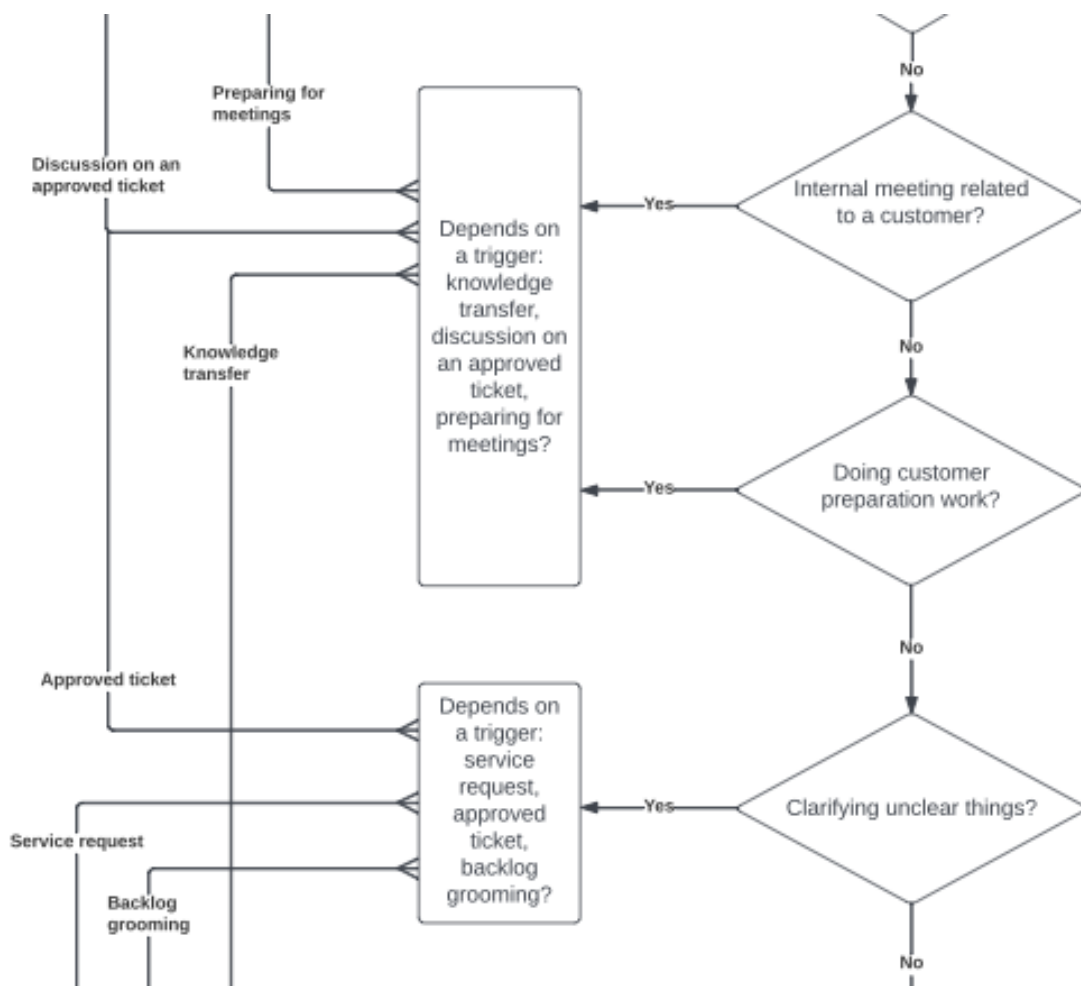 No
Preparing for
meetings
Discussion on an
approved ticket
Internal meeting related
to a customer?
Yes
Depends on
a trigger:
knowledge
transfer,
discussion on
an approved
ticket,
preparing for
meetings?
Knowledge
transfer
No
Doing customer
preparation work?
Yes
No
Approved ticket
Depends on
a trigger:
service
request,
approved
ticket,
backlog
grooming?
Clarifying unclear things?
Yes
Service request
Backlog
grooming
No